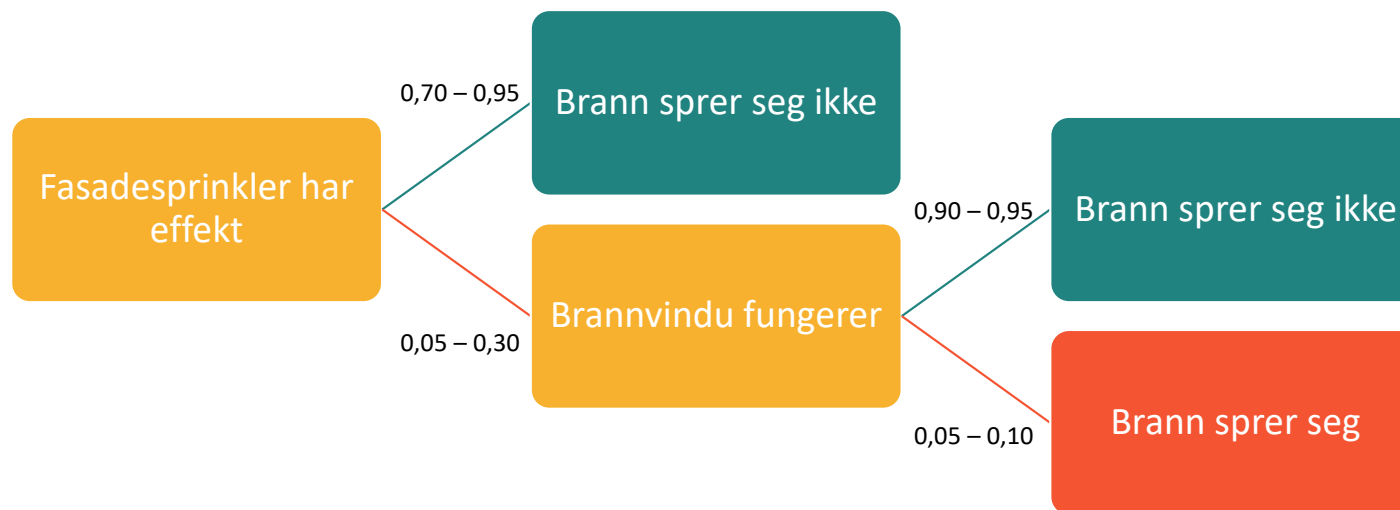 Fasadesprinkler har
effekt
0,70 – 0,95
Brann sprer seg ikke
0,05 – 0,30
Brannvindu fungerer
0,90 – 0,95
Brann sprer seg ikke
0,05 – 0,10
Brann sprer seg